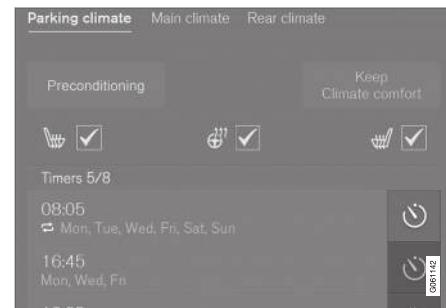 Parking climate Main climate Rear climate
Preconditioning
Keep
Climate comfort
Timers 5/8
08:05
Mon, Tue, Wed, Fri, Sat, Sun
16:45
Mon, Wed, Fri
G061142